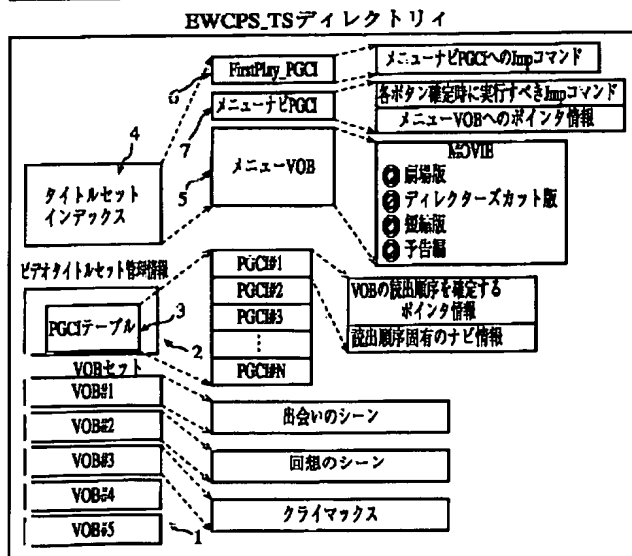 EWCPS_TSディレクトリィ
6
FirstPlay_PGCI
メニューナビPGCIへのJmpコマンド
7
メニューナビPGCI
各ボタン確定時に実行すべきJmpコマンド
メニューVOBへのポインタ情報
4
タイトルセット
インデックス
5
メニューVOB
MOVIE
劇場版
ディレクターズカット版
短編版
予告編
ビデオタイトルセット管理情報
PGCIテーブル
3
2
PGCI#1
PGCI#2
PGCI#3
PGCI#N
VOBの読出順序を確定する
ポインタ情報
読出順序固有のナビ情報
VOBセット
VOB#1
VOB#2
VOB#3
VOB#4
VOB#5
1
出会いのシーン
回想のシーン
クライマックス